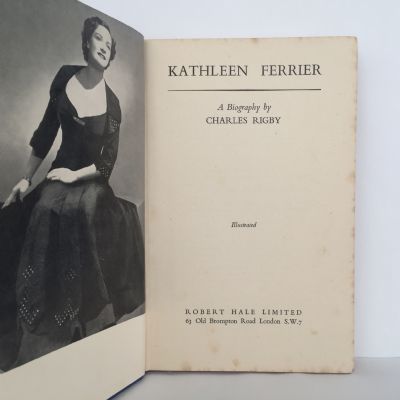 KATHLEEN FERRIER
A Biography by
CHARLES RIGBY
Illustrated
ROBERT HALE LIMITED
63 Old Brompton Road London S.W.7